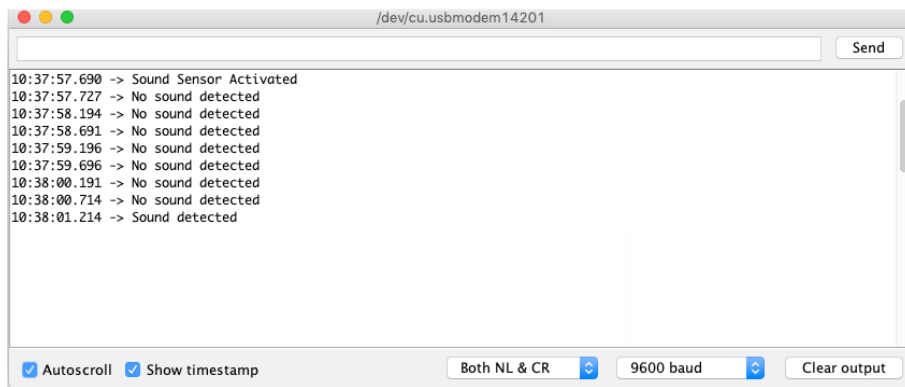 /dev/cu.usbmodem14201
Send
10:37:57.690 -> Sound Sensor Activated
10:37:57.727 -> No sound detected
10:37:58.194 -> No sound detected
10:37:58.691 -> No sound detected
10:37:59.196 -> No sound detected
10:37:59.696 -> No sound detected
10:38:00.191 -> No sound detected
10:38:00.714 -> No sound detected
10:38:01.214 -> Sound detected
Autoscroll Show timestamp Both NL & CR 9600 baud Clear output